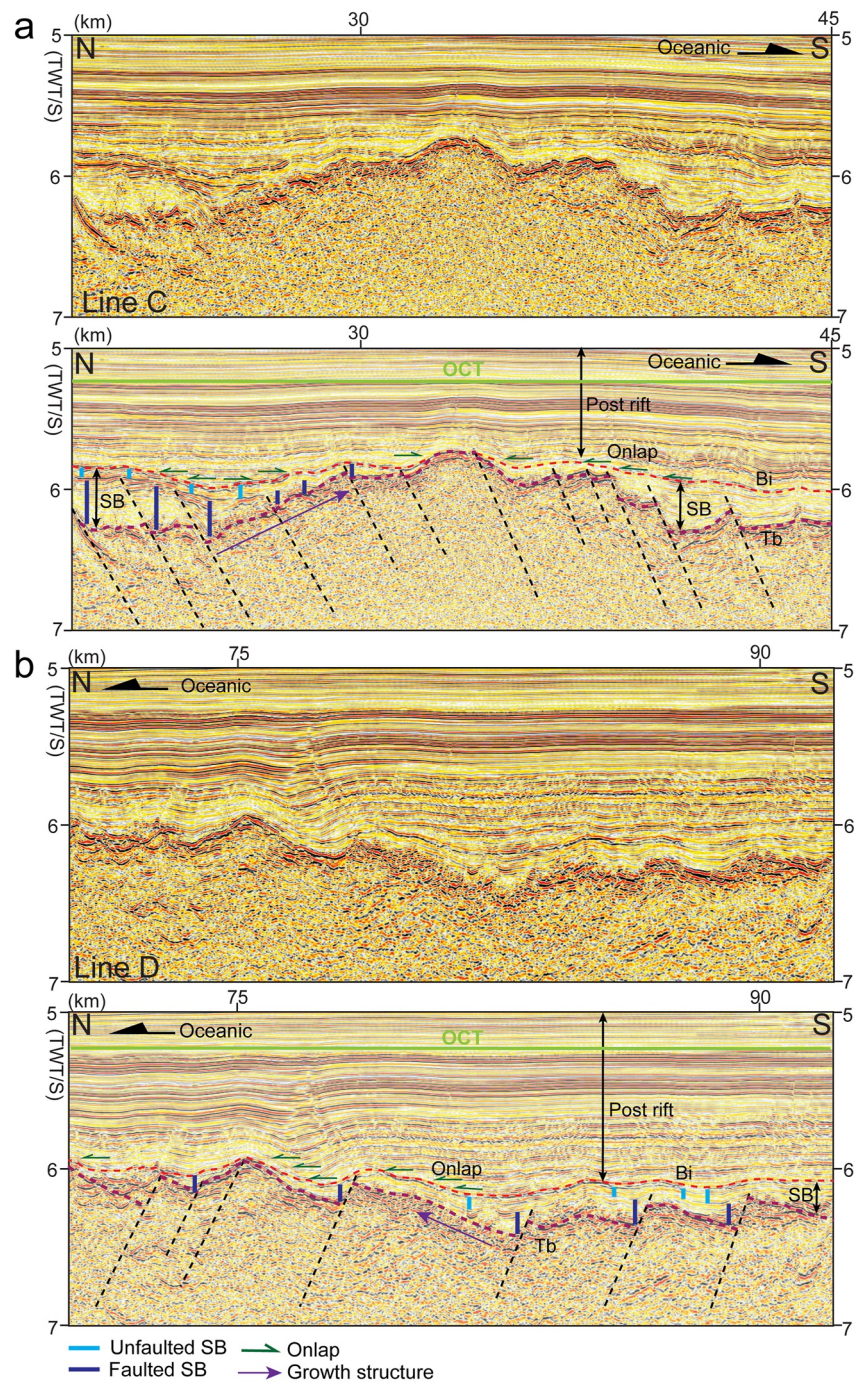 a
(km) 30 45
5 N Oceanic S 5
(TWT/S)
6 6
Line C
7 7
(km) 30 45
5 N Oceanic S 5
(TWT/S)
OCT
Post rift
Onlap
Bi
6 SB SB 6
Tb
7 7
b
(km) 75 90
5 N Oceanic S 5
(TWT/S)
6 6
Line D
7 7
(km) 75 90
5 N Oceanic S 5
(TWT/S)
OCT
Post rift
6 Onlap Bi 6
SB
Tb
7 7
Unfaulted SB Onlap
Faulted SB Growth structure